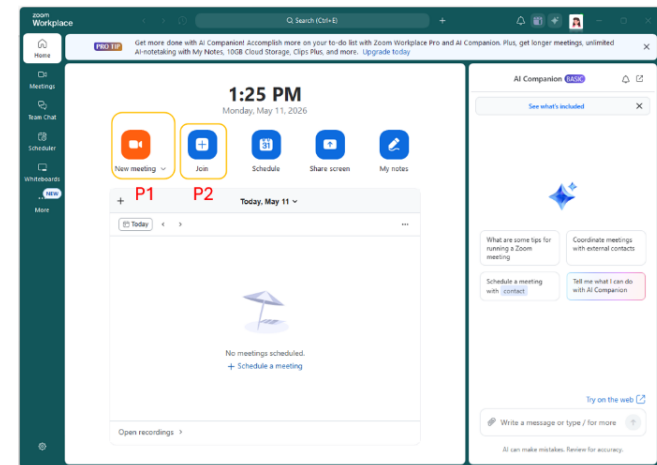 zoom
Workplace
Search (Ctrl+E)
Home
Meetings
Team Chat
Scheduler
Whiteboards
NEW
More
PRO TIP
Get more done with AI Companion! Accomplish more on your to-do list with Zoom Workplace Pro and AI Companion. Plus, get longer meetings, unlimited
AI-notetaking with My Notes, 10GB Cloud Storage, Clips Plus, and more. Upgrade today
1:25 PM
Monday, May 11, 2026
New meeting
Join
31
Schedule
Share screen
My notes
P1
P2
Today, May 11
Today
No meetings scheduled.
+ Schedule a meeting
Open recordings
AI Companion BASIC
See what's included
What are some tips for
running a Zoom
meeting
Coordinate meetings
with external contacts
Schedule a meeting
with contact
Tell me what I can do
with AI Companion
Try on the web
Write a message or type / for more
AI can make mistakes. Review for accuracy.